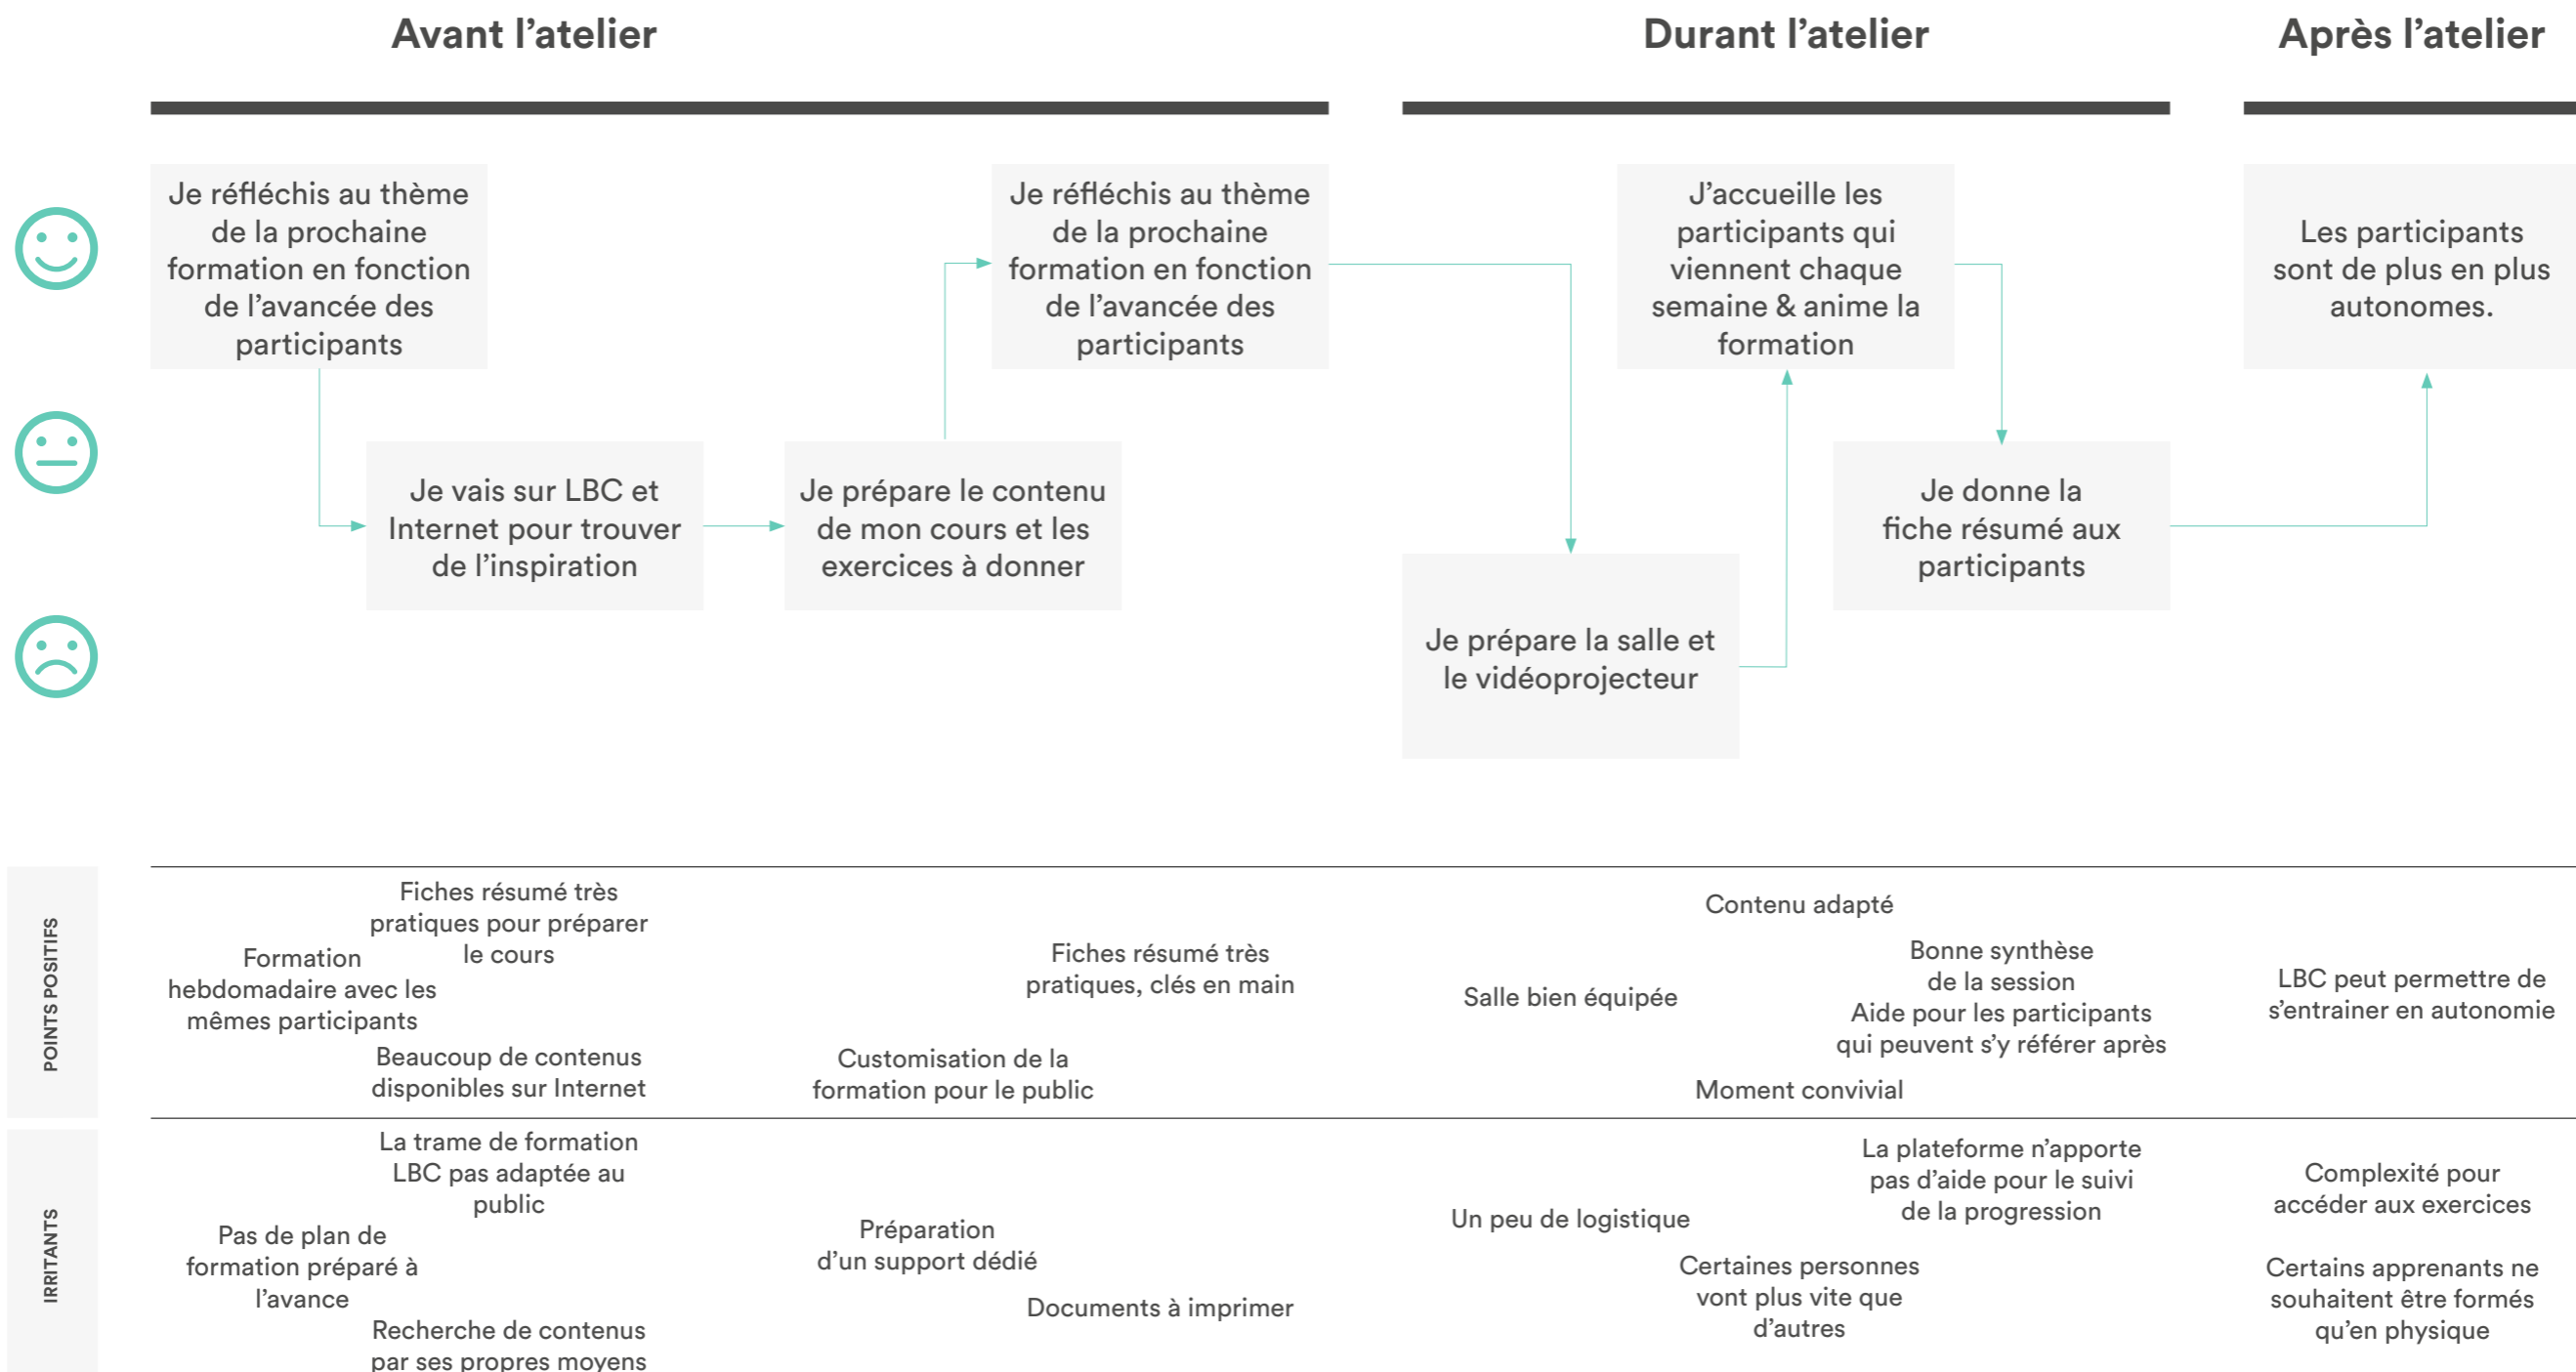 Avant l’atelier
Durant l’atelier
Après l’atelier
Je réfléchis au thème
de la prochaine
formation en fonction
de l’avancée des
participants
Je vais sur LBC et
Internet pour trouver
de l’inspiration
Je prépare le contenu
de mon cours et les
exercices à donner
Je réfléchis au thème
de la prochaine
formation en fonction
de l’avancée des
participants
Je prépare la salle et
le vidéoprojecteur
J’accueille les
participants qui
viennent chaque
semaine & anime la
formation
Je donne la
fiche résumé aux
participants
Les participants
sont de plus en plus
autonomes.
POINTS POSITIFS
Formation
hebdomadaire avec les
mêmes participants
Fiches résumé très
pratiques pour préparer
le cours
Beaucoup de contenus
disponibles sur Internet
Customisation de la
formation pour le public
Fiches résumé très
pratiques, clés en main
Salle bien équipée
Contenu adapté
Moment convivial
Bonne synthèse
de la session
Aide pour les participants
qui peuvent s’y référer après
LBC peut permettre de
s’entrainer en autonomie
IRRITANTS
Pas de plan de
formation préparé à
l’avance
La trame de formation
LBC pas adaptée au
public
Recherche de contenus
par ses propres moyens
Préparation
d’un support dédié
Documents à imprimer
Un peu de logistique
Certaines personnes
vont plus vite que
d’autres
La plateforme n’apporte
pas d’aide pour le suivi
de la progression
Complexité pour
accéder aux exercices
Certains apprenants ne
souhaitent être formés
qu’en physique